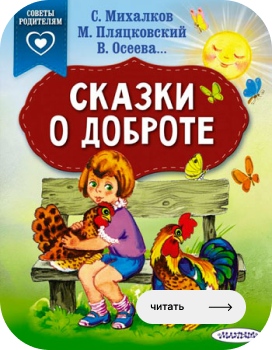 СОВЕТЫ
РОДИТЕЛЯМ
С. Михалков
М. Пляцковский
В. Осеева...
СКАЗКИ
О ДОБРОТЕ
читать